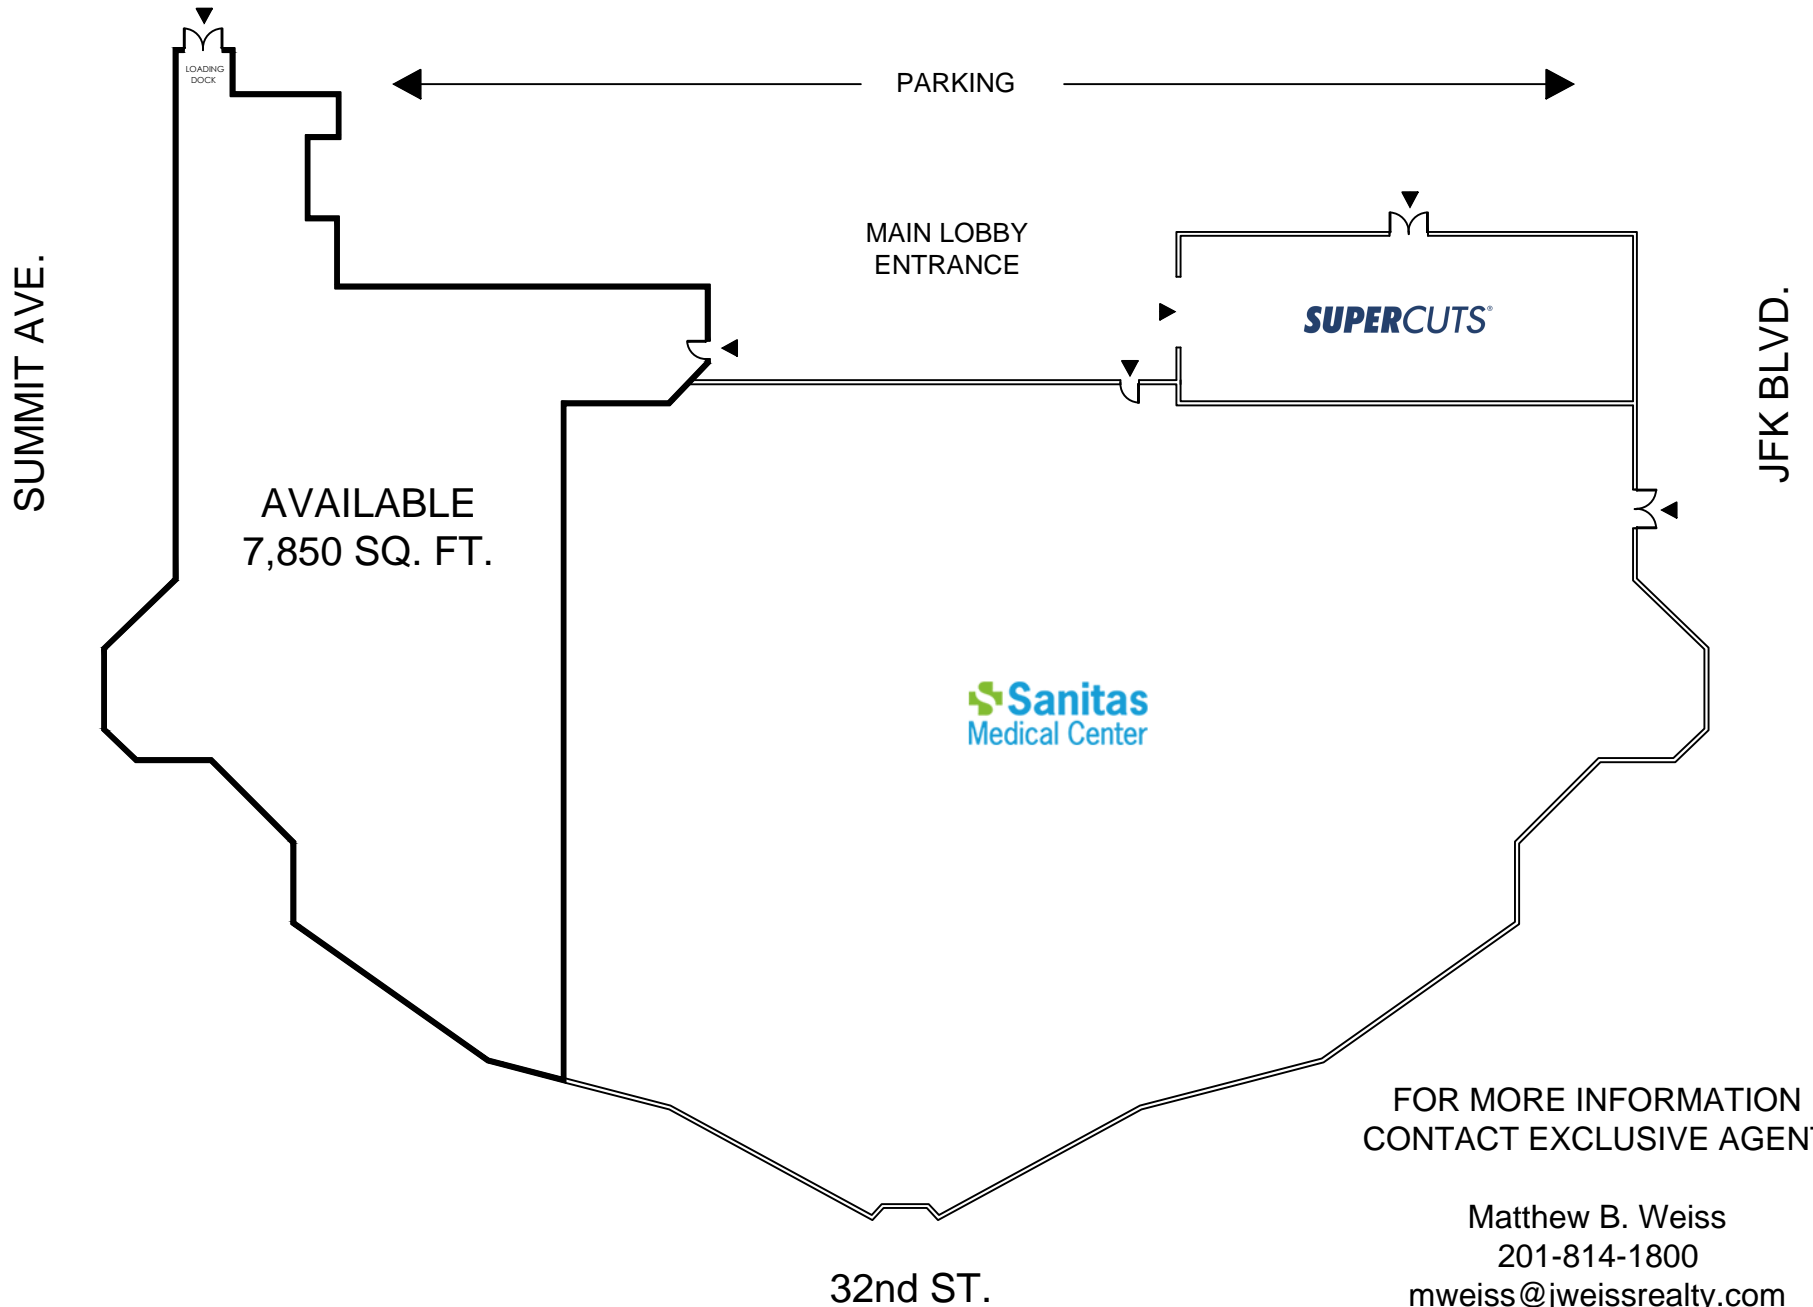 LOADING
DOCK
PARKING
MAIN LOBBY
ENTRANCE
SUPERCUTS®
SUMMIT AVE.
JFK BLVD.
AVAILABLE
7,850 SQ. FT.
Sanitas
Medical Center
FOR MORE INFORMATION
CONTACT EXCLUSIVE AGENT
Matthew B. Weiss
201-814-1800
mweiss@jweissrealty.com
32nd ST.